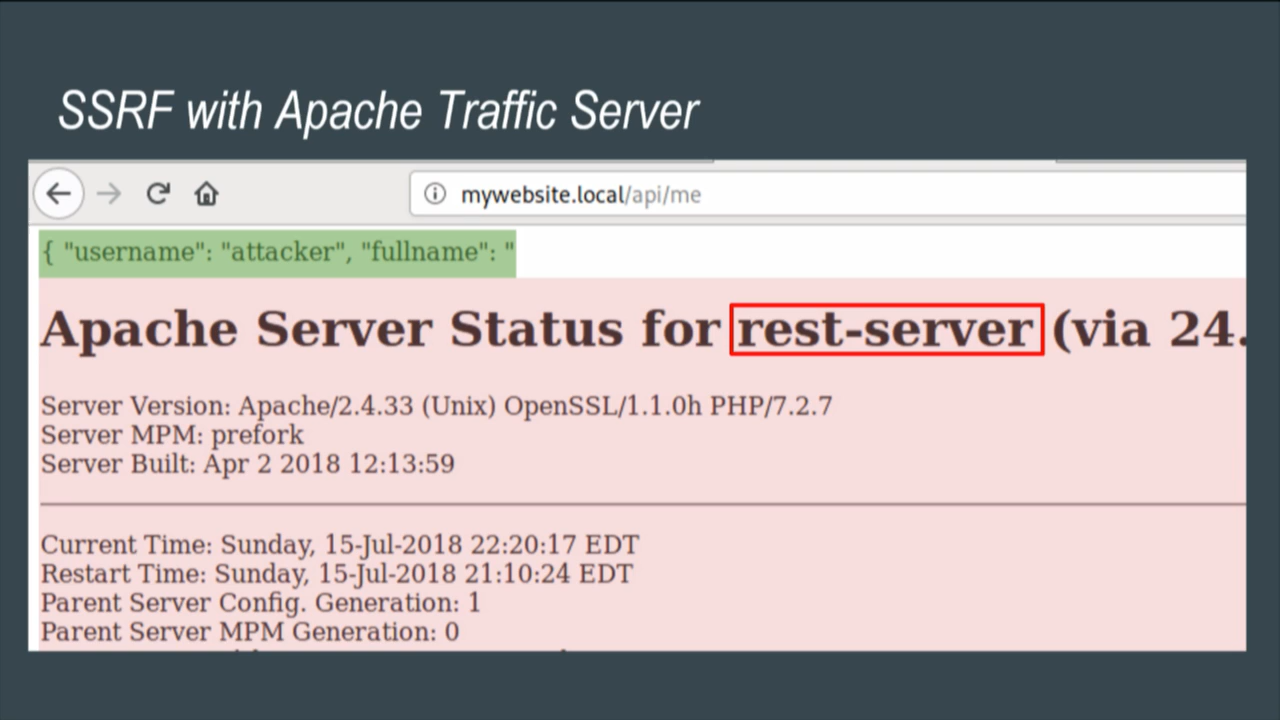 SSRF with Apache Traffic Server
mywebsite.local/api/me
{ "username": "attacker", "fullname": "
Apache Server Status for rest-server (via 24.
Server Version: Apache/2.4.33 (Unix) OpenSSL/1.1.0h PHP/7.2.7
Server MPM: prefork
Server Built: Apr 2 2018 12:13:59
Current Time: Sunday, 15-Jul-2018 22:20:17 EDT
Restart Time: Sunday, 15-Jul-2018 21:10:24 EDT
Parent Server Config. Generation: 1
Parent Server MPM Generation: 0